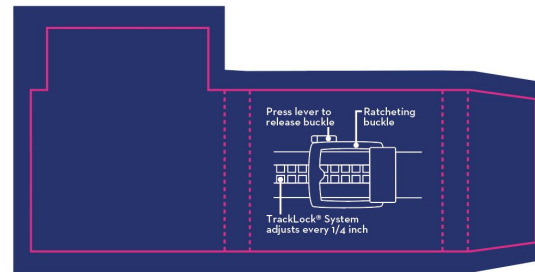 Press lever to
release buckle
Ratcheting
buckle
TrackLock® System
adjusts every 1/4 inch